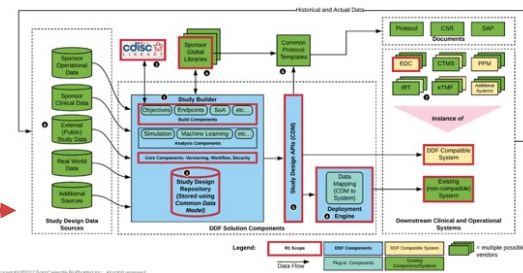 Historical and Actual Data
cdisc
LIBRARY
1
Sponsor
Global
Libraries
Common
Protocol
Templates
Documents
Protocol
CSR
SAP
EDC
CTMS
PPM
IRT
eTMF
Additional
Systems
7
Instance of
Sponsor
Operational
Data
Sponsor
Clinical Data
External
(Public)
Study Data
Real World
Data
Additional
Sources
Study Design Data
Sources
Study Builder
Objectives
Endpoints
SoA
etc...
Build Components
Simulation
Machine Learning
etc...
Analysis Components
Core Components: Versioning, Workflow, Security
Study Design
Repository
(Stored using
Common Data
Model)
DDF Solution Components
Study Design APIs (CDM)
Data
Mapping
(CDM to
System)
Deployment
Engine
DDF Compatible
System
Existing
(non-compatible)
System
Downstream Clinical and Operational
Systems
Legend:
R1 Scope
DDF Components
DDF Compatible System
Data Flow
Plug-in Components
Existing
Components/Systems
= multiple possible
vendors